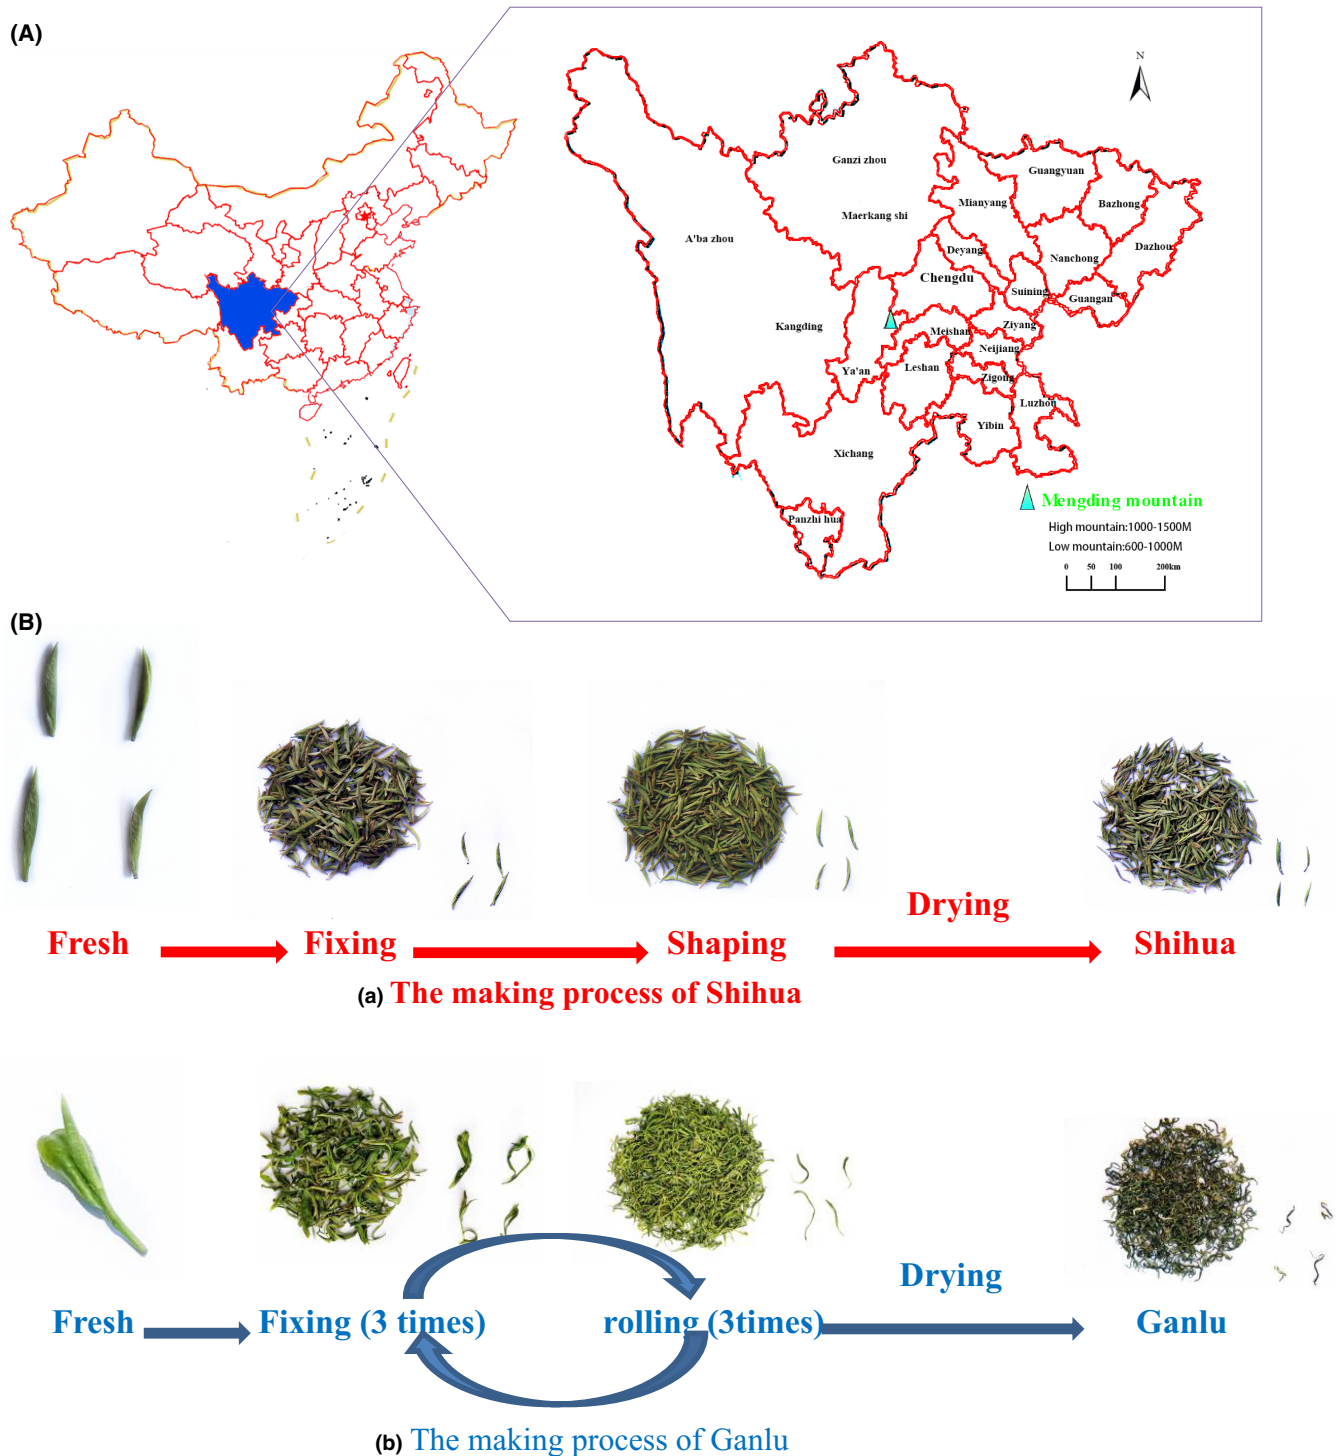 (A)
N
Ganzi zhou
Guangyuan
Mianyang
Bazhong
Maerkang shi
A'ba zhou
Dazhou
Deyang
Nanchong
Chengdu
Suining
Guangan
Kangding
Meishan
Ziyang
Neijiang
Ya'an
Leshan
Zigong
Luzhou
Yibin
Xichang
Panzhi hua
Mengding mountain
High mountain:1000-1500M
Low mountain:600-1000M
0 50 100 200km
(B)
Drying
Fresh Fixing Shaping Shihua
(a) The making process of Shihua
Drying
Fresh Fixing (3 times) rolling (3times) Ganlu
(b) The making process of Ganlu